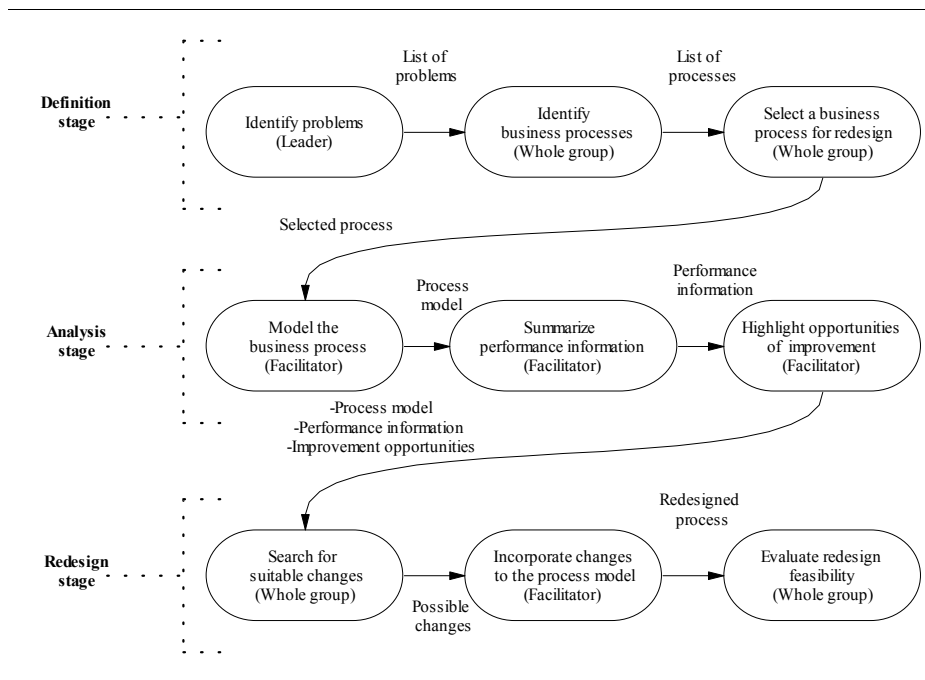 List of
problems
List of
processes
Definition
stage
Identify problems
(Leader)
Identify
business processes
(Whole group)
Select a business
process for redesign
(Whole group)
Selected process
Process
model
Performance
information
Analysis
stage
Model the
business process
(Facilitator)
Summarize
performance information
(Facilitator)
Highlight opportunities
of improvement
(Facilitator)
-Process model
-Performance information
-Improvement opportunities
Redesigned
process
Redesign
stage
Search for
suitable changes
(Whole group)
Incorporate changes
to the process model
(Facilitator)
Evaluate redesign
feasibility
(Whole group)
Possible
changes